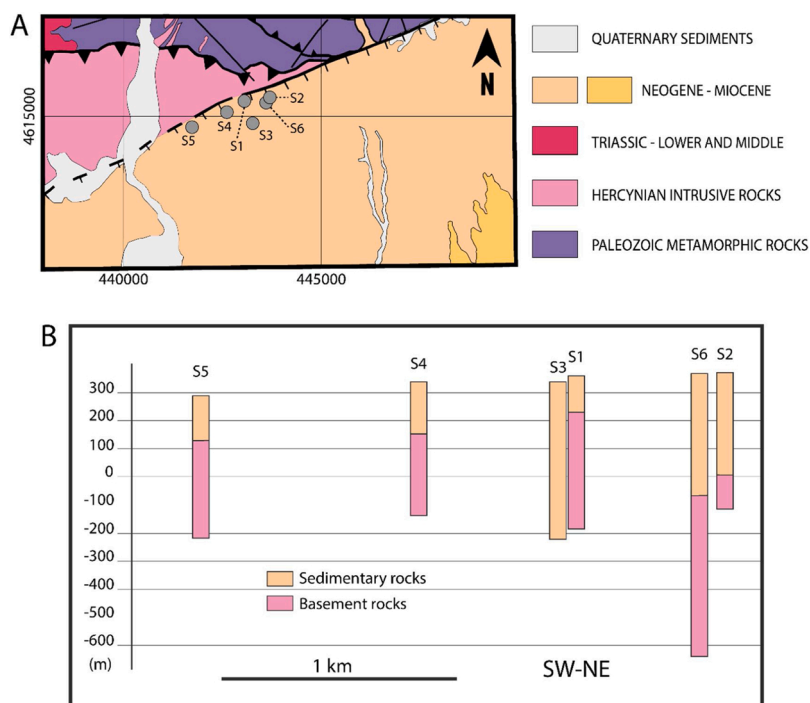 A
4615000
N
S2
S4
S5
S3
S6
S1
440000
445000
QUATERNARY SEDIMENTS
NEOGENE - MIOCENE
TRIASSIC - LOWER AND MIDDLE
HERCYNIAN INTRUSIVE ROCKS
PALEOZOIC METAMORPHIC ROCKS
B
S5
S4
S3
S1
S6
S2
300
200
100
0
-100
-200
-300
-400
-500
-600
(m)
Sedimentary rocks
Basement rocks
1 km
SW-NE